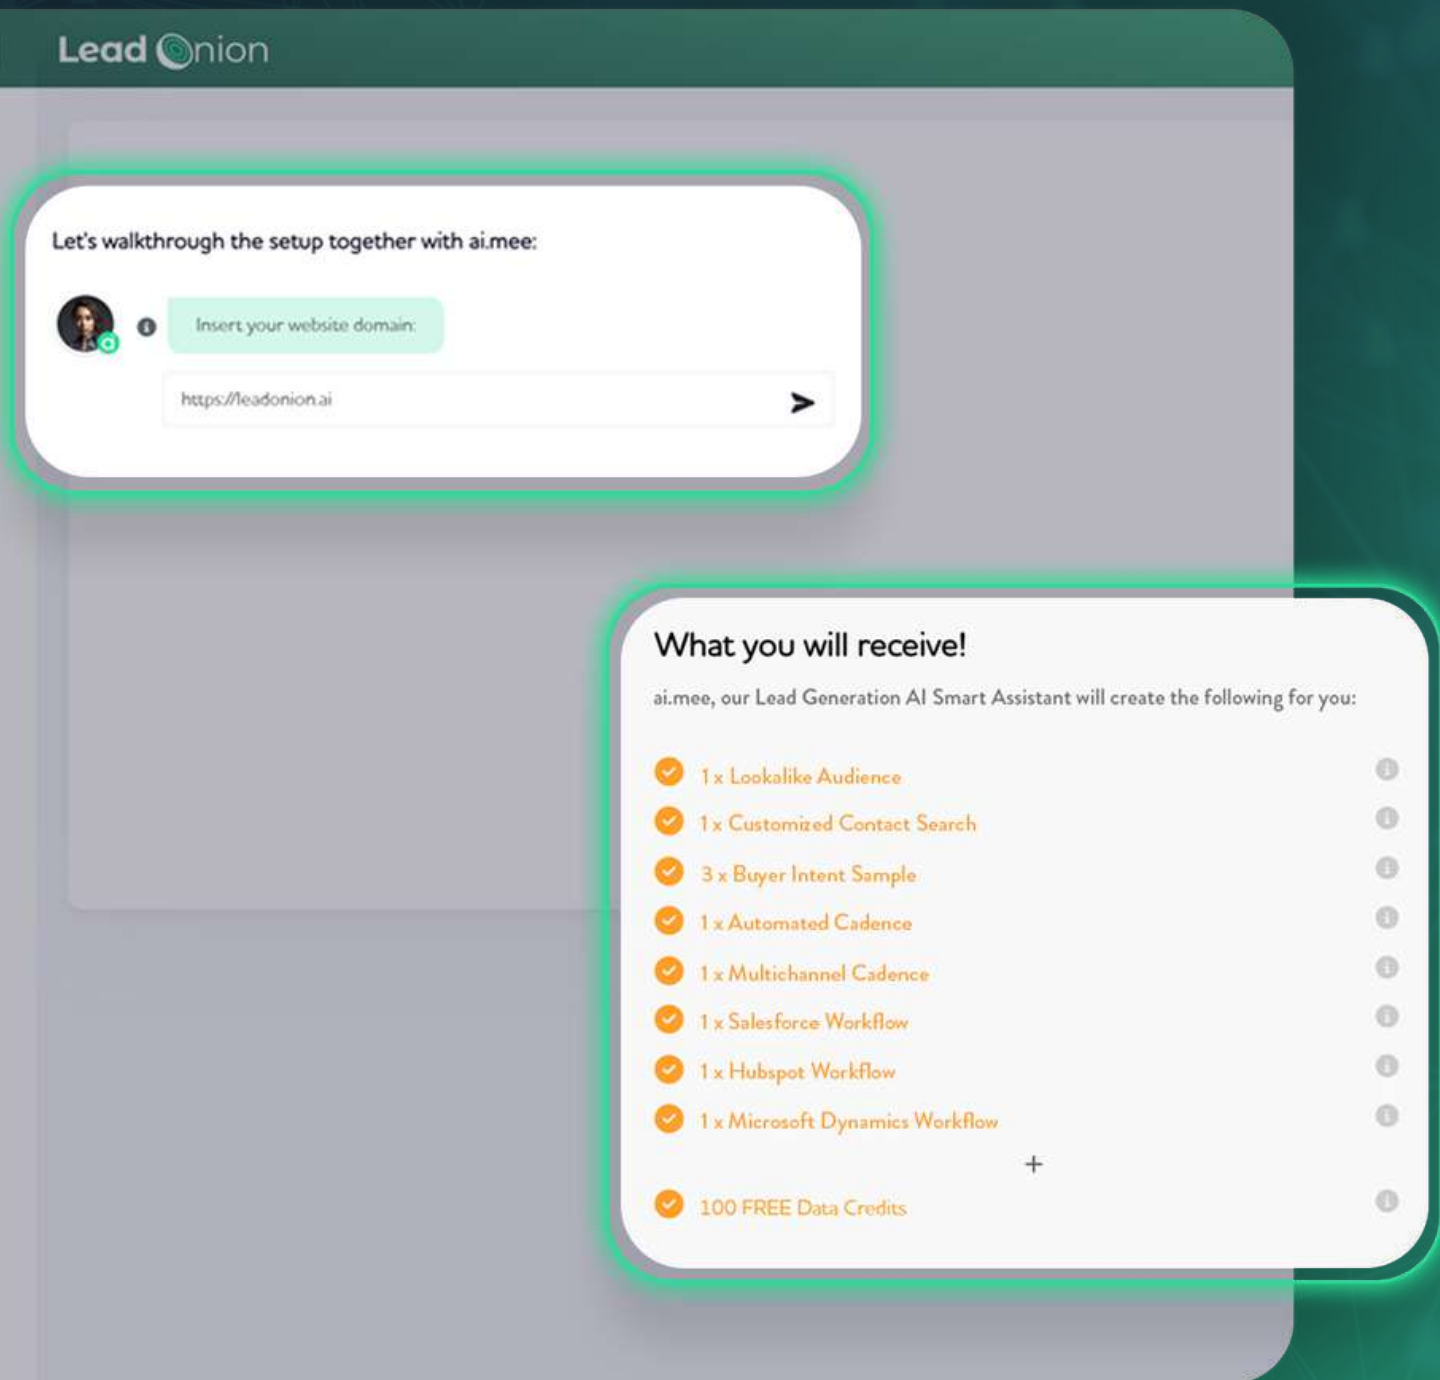 Lead Onion
Let's walkthrough the setup together with ai.mee:
Insert your website domain:
https://leadonion.ai
What you will receive!
ai.mee, our Lead Generation AI Smart Assistant will create the following for you:
1 x Lookalike Audience
1 x Customized Contact Search
3 x Buyer Intent Sample
1 x Automated Cadence
1 x Multichannel Cadence
1 x Salesforce Workflow
1 x Hubspot Workflow
1 x Microsoft Dynamics Workflow
+
100 FREE Data Credits